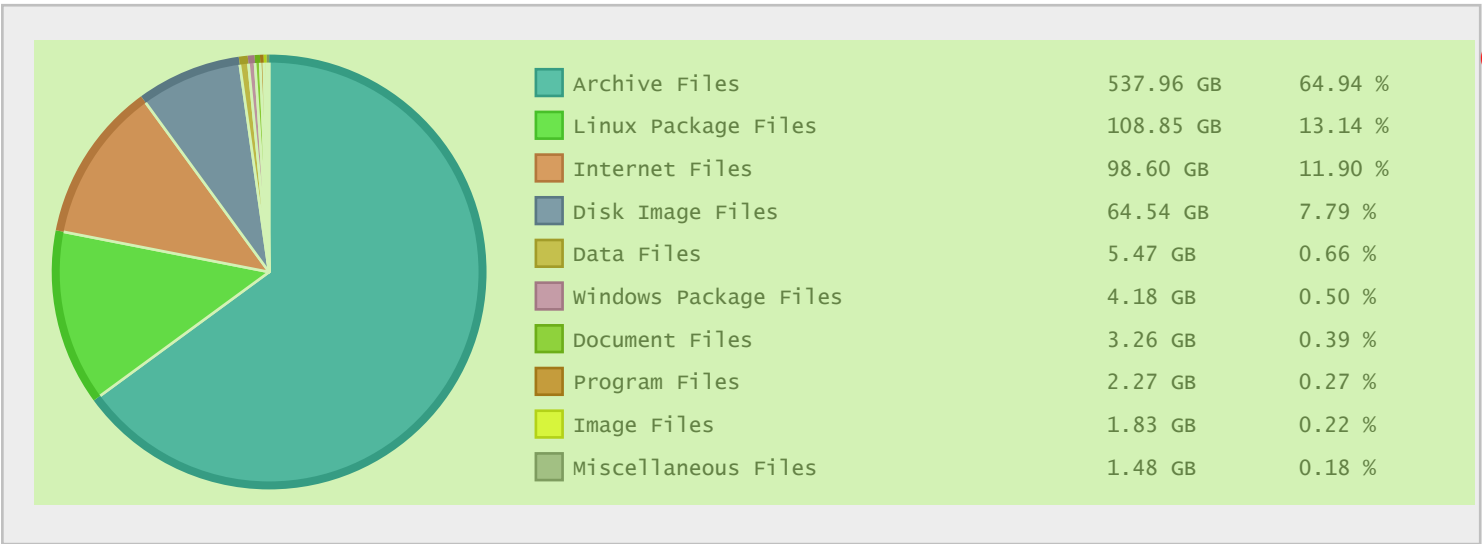 Archive Files 537.96 GB 64.94 %
Linux Package Files 108.85 GB 13.14 %
Internet Files 98.60 GB 11.90 %
Disk Image Files 64.54 GB 7.79 %
Data Files 5.47 GB 0.66 %
Windows Package Files 4.18 GB 0.50 %
Document Files 3.26 GB 0.39 %
Program Files 2.27 GB 0.27 %
Image Files 1.83 GB 0.22 %
Miscellaneous Files 1.48 GB 0.18 %